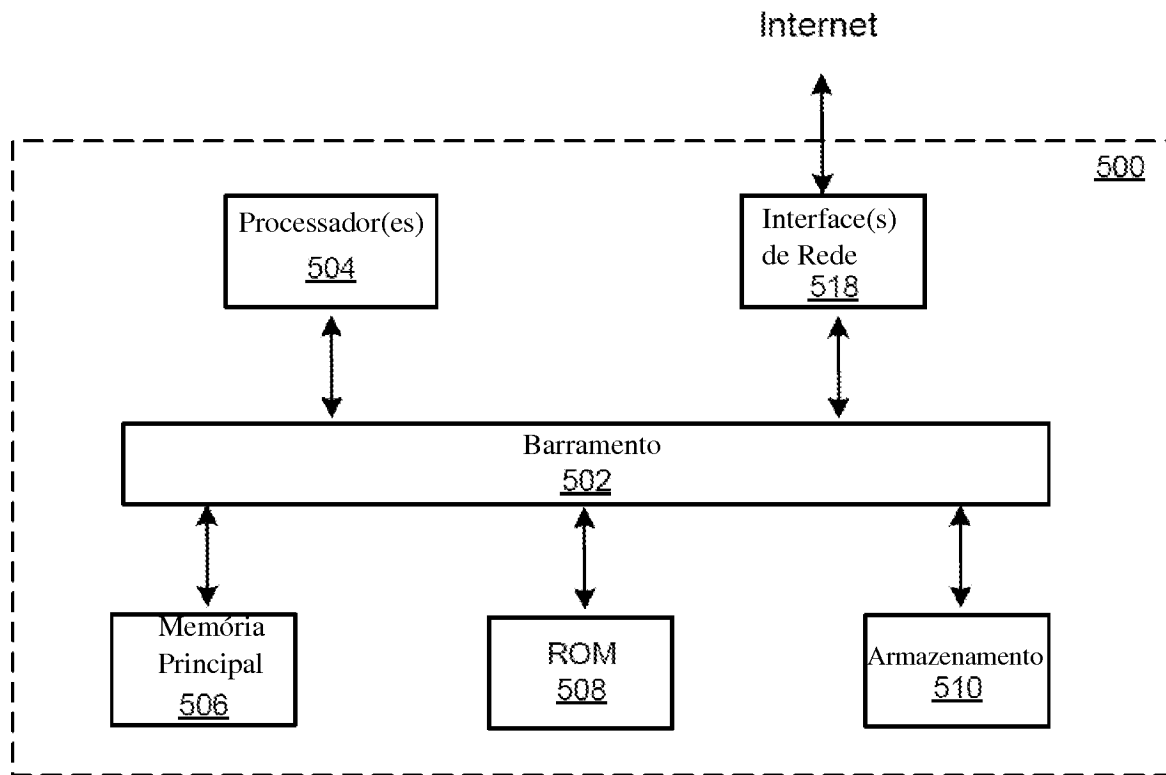 Internet
500
Processador(es)
504
Interface(s)
de Rede
518
Barramento
502
Memória
Principal
506
ROM
508
Armazenamento
510